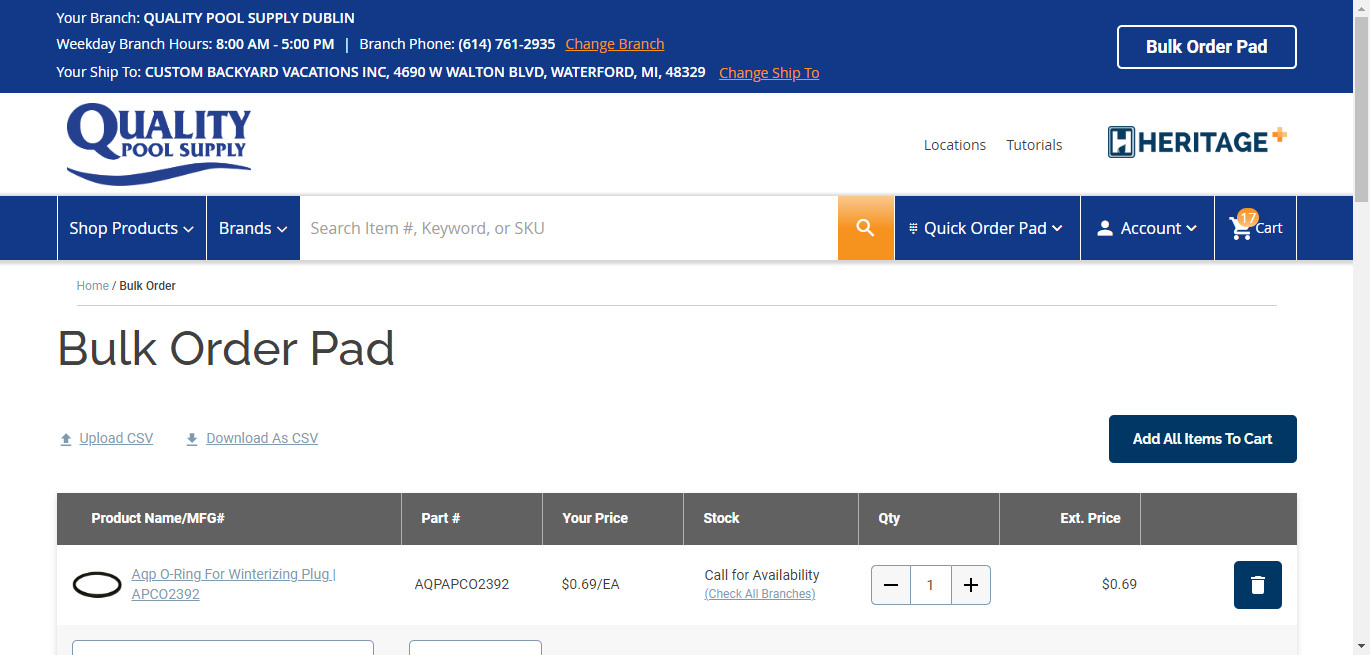 Your Branch: QUALITY POOL SUPPLY DUBLIN
Weekday Branch Hours: 8:00 AM - 5:00 PM | Branch Phone: (614) 761-2935 Change Branch
Your Ship To: CUSTOM BACKYARD VACATIONS INC, 4690 W WALTON BLVD, WATERFORD, MI, 48329 Change Ship To
Bulk Order Pad
QUALITY
POOL SUPPLY
Locations Tutorials
HERITAGE+
Shop Products Brands Search Item #, Keyword, or SKU Quick Order Pad Account 17 Cart
Home / Bulk Order
Bulk Order Pad
Upload CSV Download As CSV Add All Items To Cart
Product Name/MFG# Part # Your Price Stock Qty Ext. Price
Aqp O-Ring For Winterizing Plug |
APCO2392
AQPAPCO2392 $0.69/EA
Call for Availability
(Check All Branches)
− 1 + $0.69